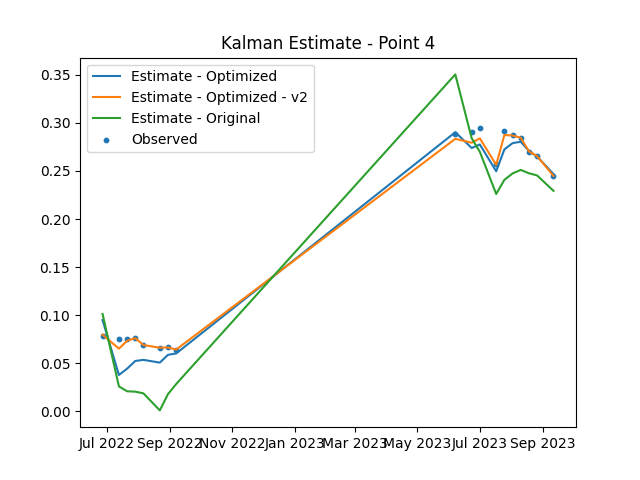 Kalman Estimate - Point 4
Estimate - Optimized
Estimate - Optimized - v2
Estimate - Original
Observed
0.35
0.30
0.25
0.20
0.15
0.10
0.05
0.00
Jul 2022 Sep 2022 Nov 2022 Jan 2023 Mar 2023 May 2023 Jul 2023 Sep 2023